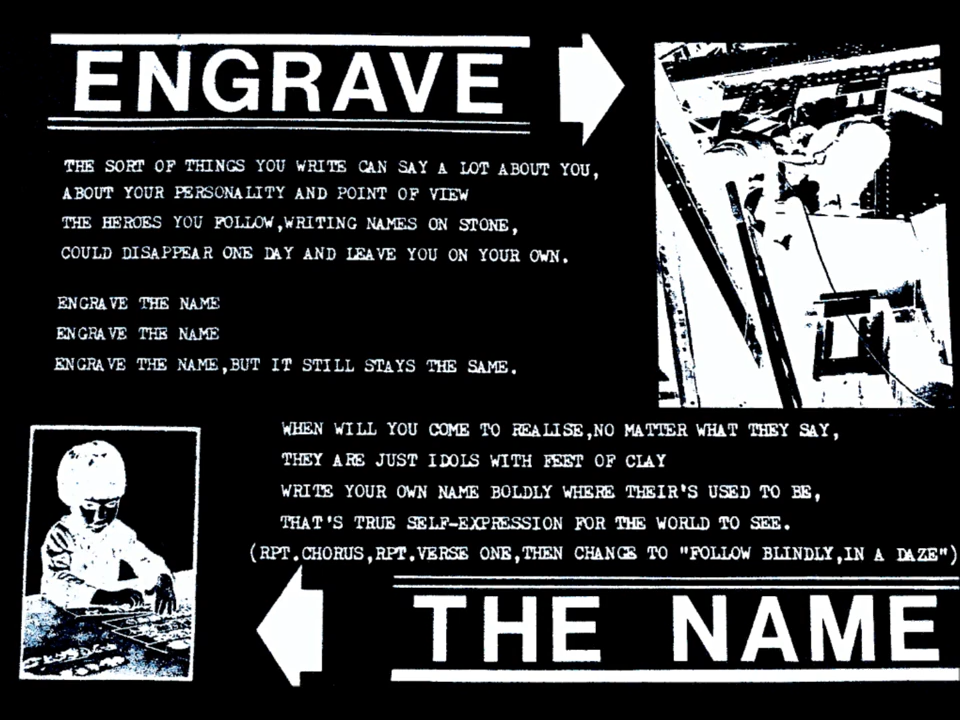 ENGRAVE
THE SORT OF THINGS YOU WRITE CAN SAY A LOT ABOUT YOU,
ABOUT YOUR PERSONALITY AND POINT OF VIEW
THE HEROES YOU FOLLOW,WRITING NAMES ON STONE,
COULD DISAPPEAR ONE DAY AND LEAVE YOU ON YOUR OWN.
ENGRAVE THE NAME
ENGRAVE THE NAME
ENGRAVE THE NAME,BUT IT STILL STAYS THE SAME.
WHEN WILL YOU COME TO REALISE,NO MATTER WHAT THEY SAY,
THEY ARE JUST IDOLS WITH FEET OF CLAY
WRITE YOUR OWN NAME BOLDLY WHERE THEIR'S USED TO BE,
THAT'S TRUE SELF-EXPRESSION FOR THE WORLD TO SEE.
(RPT.CHORUS,RPT.VERSE ONE,THEN CHANGE TO "FOLLOW BLINDLY,IN A DAZE")
THE NAME